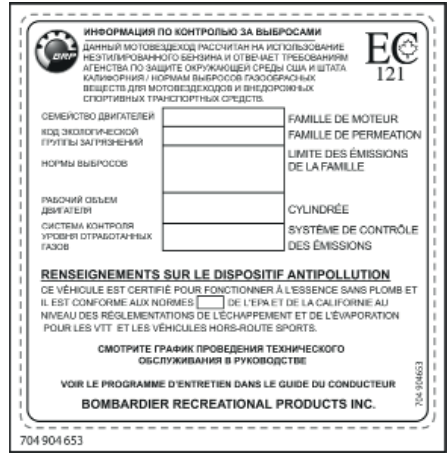 ИНФОРМАЦИЯ ПО КОНТРОЛЬЮ ЗА ВЫБРОСАМИ
ДАННЫЙ МОТОВЕЗДЕХОД РАССЧИТАН НА ИСПОЛЬЗОВАНИЕ
НЕЭТИЛИРОВАННОГО БЕНЗИНА И ОТВЕЧАЕТ ТРЕБОВАНИЯМ
АГЕНСТВА ПО ЗАЩИТЕ ОКРУЖАЮЩЕЙ СРЕДЫ США И ШТАТА
КАЛИФОРНИЯ / НОРМАМ ВЫБРОСОВ ГАЗООБРАСНЫХ
ВЕЩЕСТВ ДЛЯ МОТОВЕЗДЕХОДОВ И ВНЕДОРОЖНЫХ
СПОРТИВНЫХ ТРАНСПОРТНЫХ СРЕДСТВ.
BRP
EC
121
СЕМЕЙСТВО ДВИГАТЕЛЕЙ FAMILLE DE MOTEUR
КОД ЭКОЛОГИЧЕСКОЙ FAMILLE DE PERMEATION
ГРУППЫ ЗАГРЯЗНЕНИЙ
НОРМЫ ВЫБРОСОВ LIMITE DES ÉMISSIONS
DE LA FAMILLE
РАБОЧИЙ ОБЪЕМ
ДВИГАТЕЛЯ CYLINDRÉE
СИСТЕМА КОНТРОЛЯ SYSTÈME DE CONTRÔLE
УРОВНЯ ОТРАБОТАННЫХ DES ÉMISSIONS
ГАЗОВ
RENSEIGNEMENTS SUR LE DISPOSITIF ANTIPOLLUTION
CE VÉHICULE EST CERTIFIÉ POUR FONCTIONNER À L'ESSENCE SANS PLOMB ET
IL EST CONFORME AUX NORMES DE L'EPA ET DE LA CALIFORNIE AU
NIVEAU DES RÉGLEMENTATIONS DE L'ÉCHAPPEMENT ET DE L'ÉVAPORATION
POUR LES VTT ET LES VÉHICULES HORS-ROUTE SPORTS.
СМОТРИТЕ ГРАФИК ПРОВЕДЕНИЯ ТЕХНИЧЕСКОГО
ОБСЛУЖИВАНИЯ В РУКОВОДСТВЕ
VOIR LE PROGRAMME D'ENTRETIEN DANS LE GUIDE DU CONDUCTEUR
BOMBARDIER RECREATIONAL PRODUCTS INC.
704904653
704 904 653